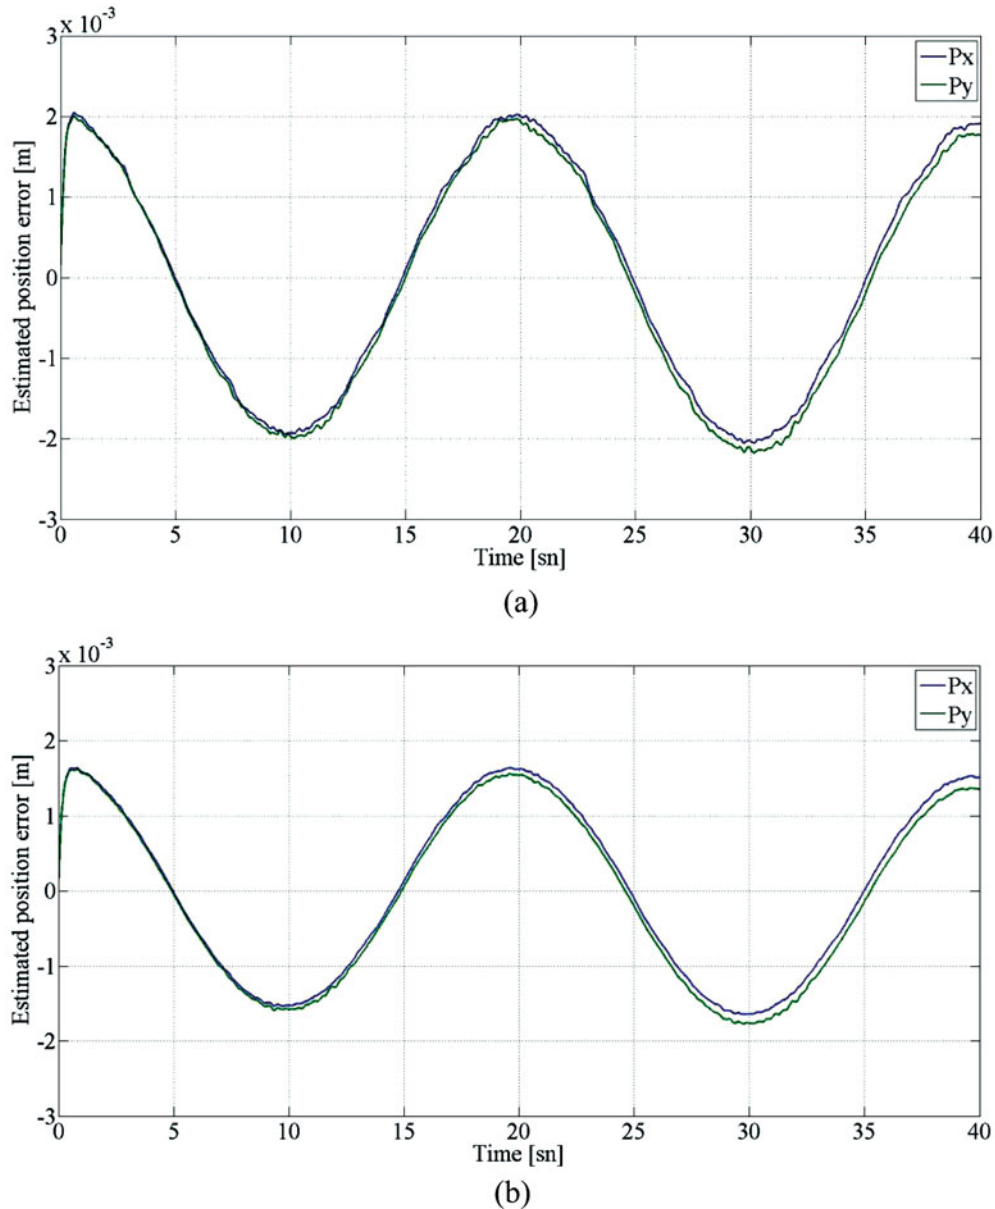 3 x 10⁻³
Px
Py
2
1
0
-1
-2
-3
Estimated position error [m]
0 5 10 15 20 25 30 35 40
Time [sn]
(a)
3 x 10⁻³
Px
Py
2
1
0
-1
-2
-3
Estimated position error [m]
0 5 10 15 20 25 30 35 40
Time [sn]
(b)